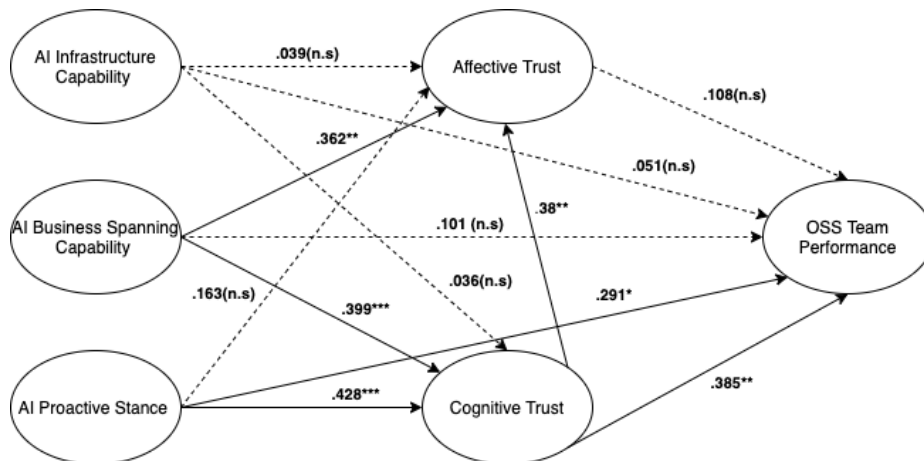 AI Infrastructure
Capability
.039(n.s)
Affective Trust
.108(n.s)
.362**
.051(n.s)
.38**
AI Business Spanning
Capability
.101 (n.s)
OSS Team
Performance
.163(n.s)
.036(n.s)
.399***
.291*
AI Proactive Stance
.428***
Cognitive Trust
.385**